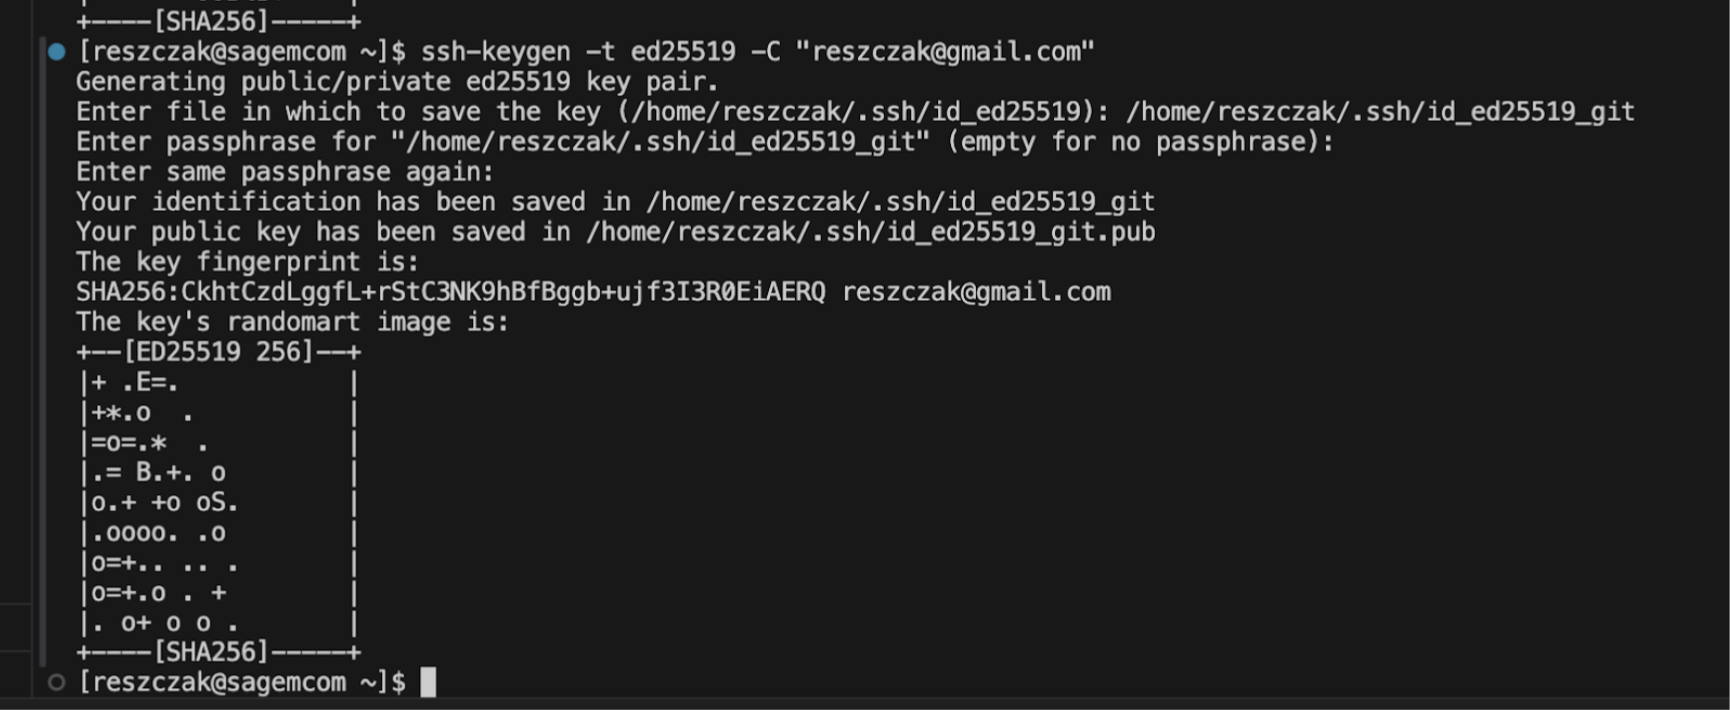 +----[SHA256]-----+
[reszczak@sagemcom ~]$ ssh-keygen -t ed25519 -C "reszczak@gmail.com"
Generating public/private ed25519 key pair.
Enter file in which to save the key (/home/reszczak/.ssh/id_ed25519): /home/reszczak/.ssh/id_ed25519_git
Enter passphrase for "/home/reszczak/.ssh/id_ed25519_git" (empty for no passphrase):
Enter same passphrase again:
Your identification has been saved in /home/reszczak/.ssh/id_ed25519_git
Your public key has been saved in /home/reszczak/.ssh/id_ed25519_git.pub
The key fingerprint is:
SHA256:CkhtCzdLggfL+rStC3NK9hBfBggb+ujf3I3R0EiAERQ reszczak@gmail.com
The key's randomart image is:
+--[ED25519 256]--+
|+ .E=.           |
|+*.o  .          |
|=o=.*  .         |
|.= B.+. o        |
|o.+ +o oS.       |
|.oooo. .o        |
|o=+.. .. .       |
|o=+.o . +        |
|. o+ o o .       |
+----[SHA256]-----+
[reszczak@sagemcom ~]$